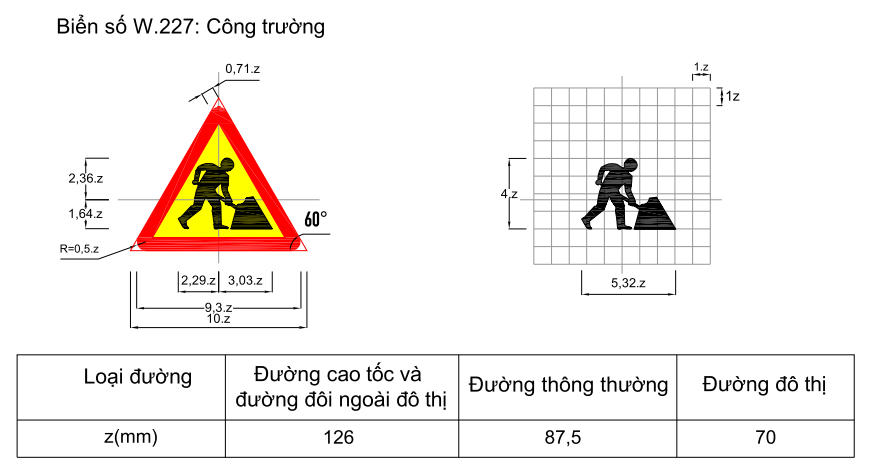 Biển số W.227: Công trường
0,71.z
1.z
1z
2,36.z
1,64.z
4.z
60°
R=0,5.z
2,29.z 3,03.z
5,32.z
9,3.z
10.z
Loại đường
Đường cao tốc và
đường đôi ngoài đô thị
Đường thông thường
Đường đô thị
z(mm) 126 87,5 70